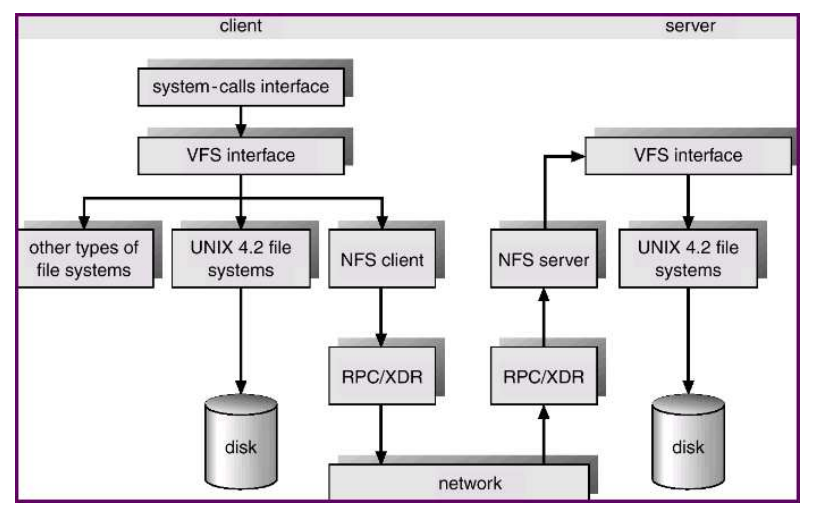 client
server
system-calls interface
VFS interface
VFS interface
other types of
file systems
UNIX 4.2 file
systems
NFS client
NFS server
UNIX 4.2 file
systems
RPC/XDR
RPC/XDR
disk
disk
network